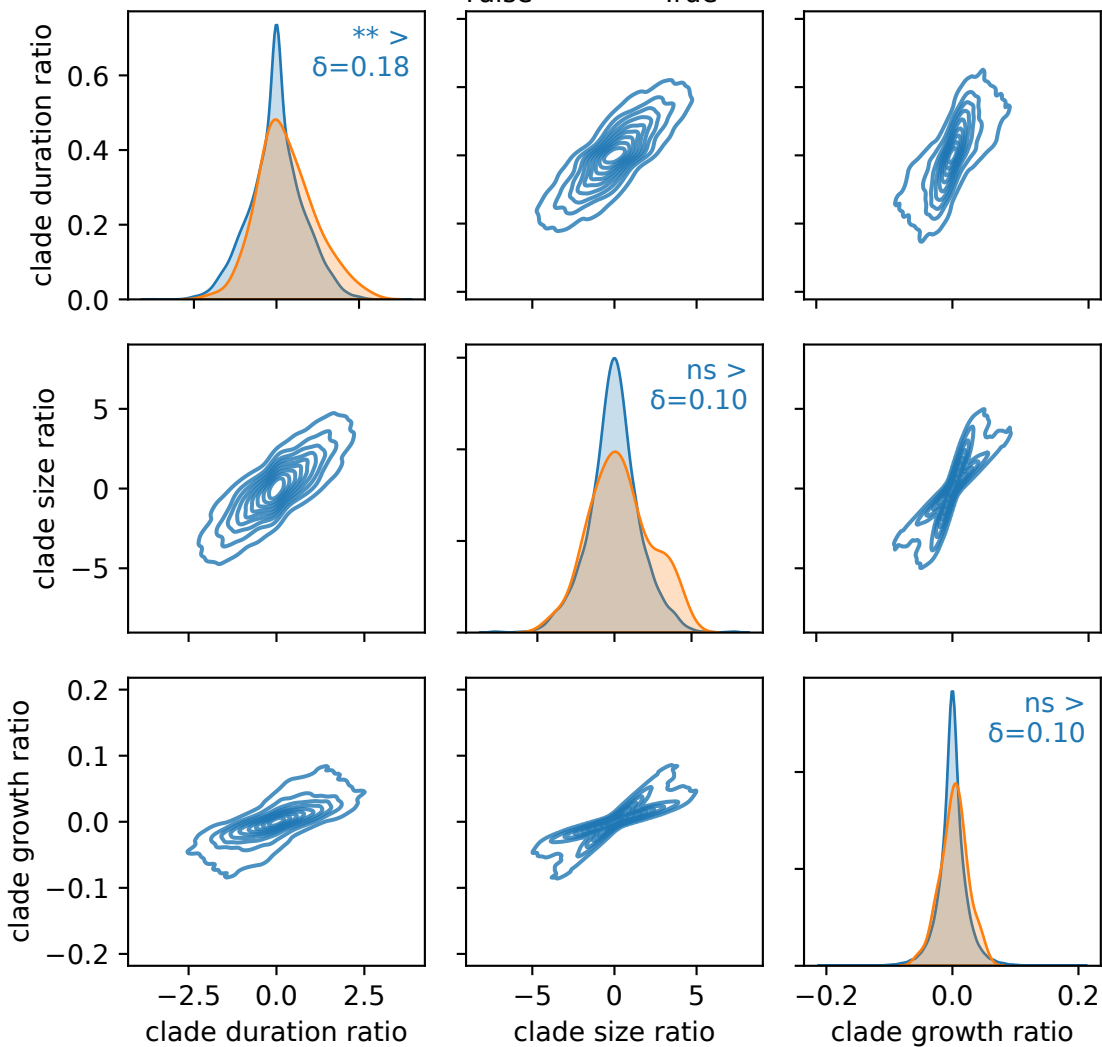 ** >
δ=0.18
clade duration ratio
0.6
0.4
0.2
0.0
ns >
δ=0.10
clade size ratio
5
0
−5
ns >
δ=0.10
clade growth ratio
0.2
0.1
0.0
−0.1
−0.2
−2.5 0.0 2.5
−5 0 5
−0.2 0.0 0.2
clade duration ratio
clade size ratio
clade growth ratio